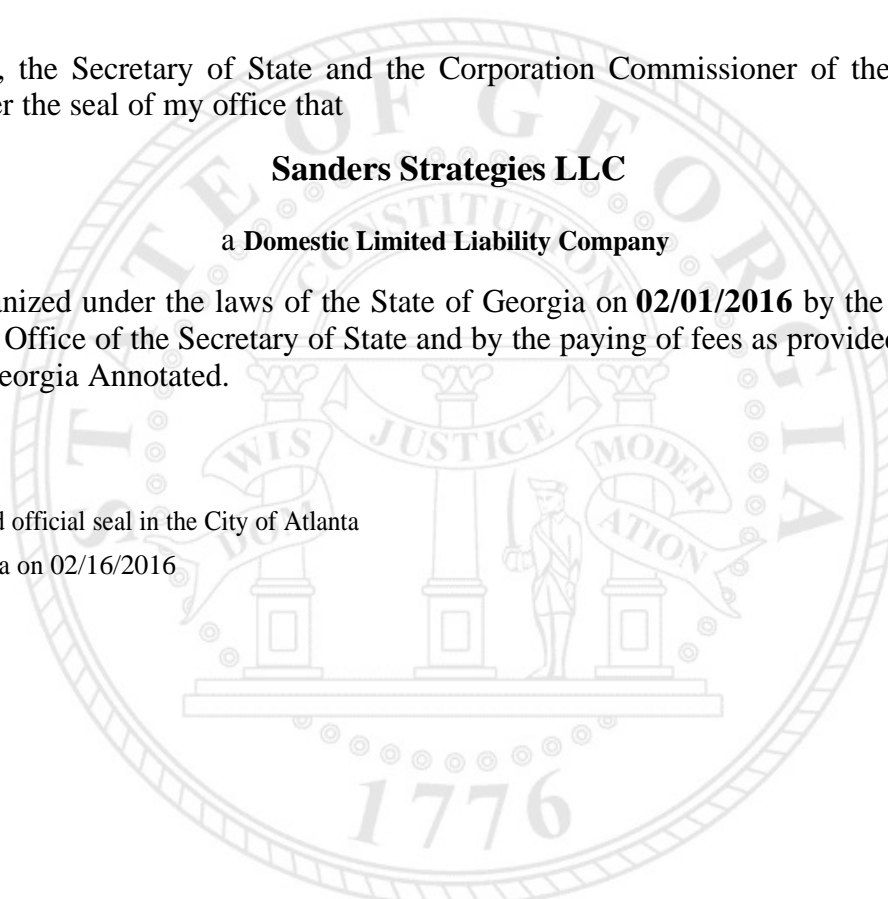 , the Secretary of State and the Corporation Commissioner of the
er the seal of my office that
Sanders Strategies LLC
a Domestic Limited Liability Company
anized under the laws of the State of Georgia on 02/01/2016 by the
Office of the Secretary of State and by the paying of fees as provided
eorgia Annotated.
d official seal in the City of Atlanta
a on 02/16/2016
STATE OF GEORGIA
CONSTITUTION
WISDOM
JUSTICE
MODERATION
1776